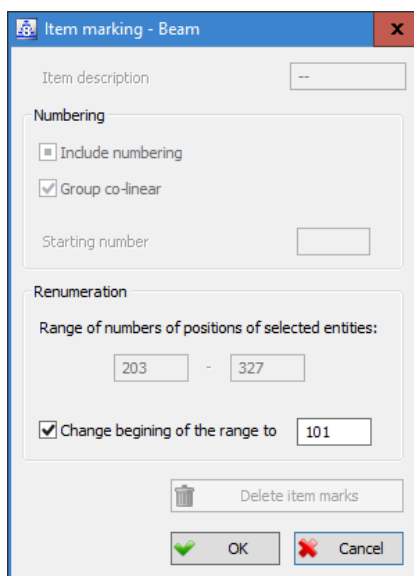 Item marking - Beam
Item description --
Numbering
Include numbering
Group co-linear
Starting number
Renumeration
Range of numbers of positions of selected entities:
203 - 327
Change begining of the range to 101
Delete item marks
OK Cancel